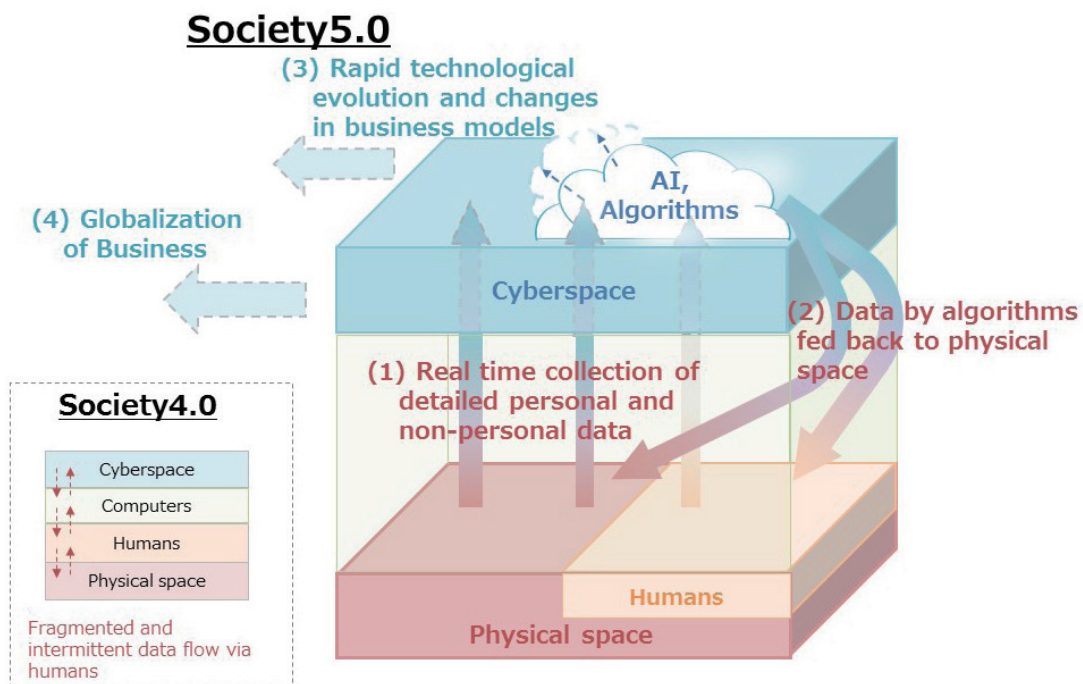 Society5.0
(3) Rapid technological
evolution and changes
in business models
AI,
Algorithms
(4) Globalization
of Business
Cyberspace
(2) Data by algorithms
fed back to physical
space
(1) Real time collection of
detailed personal and
non-personal data
Humans
Physical space
Society4.0
Cyberspace
Computers
Humans
Physical space
Fragmented and
intermittent data flow via
humans